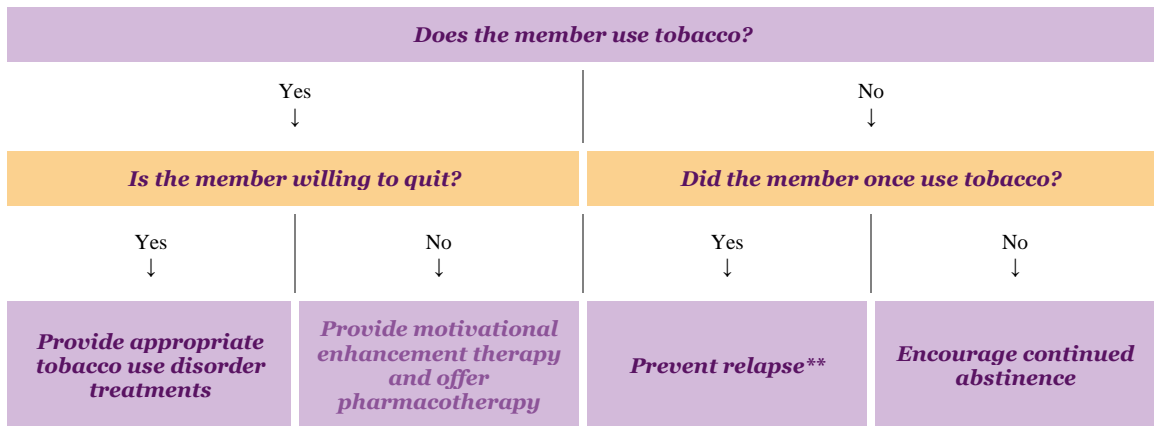 Does the member use tobacco?
Yes
No
↓
↓
Is the member willing to quit?
Did the member once use tobacco?
Yes
No
Yes
No
↓
↓
↓
↓
Provide appropriate
tobacco use disorder
treatments
Provide motivational
enhancement therapy
and offer
pharmacotherapy
Prevent relapse**
Encourage continued
abstinence